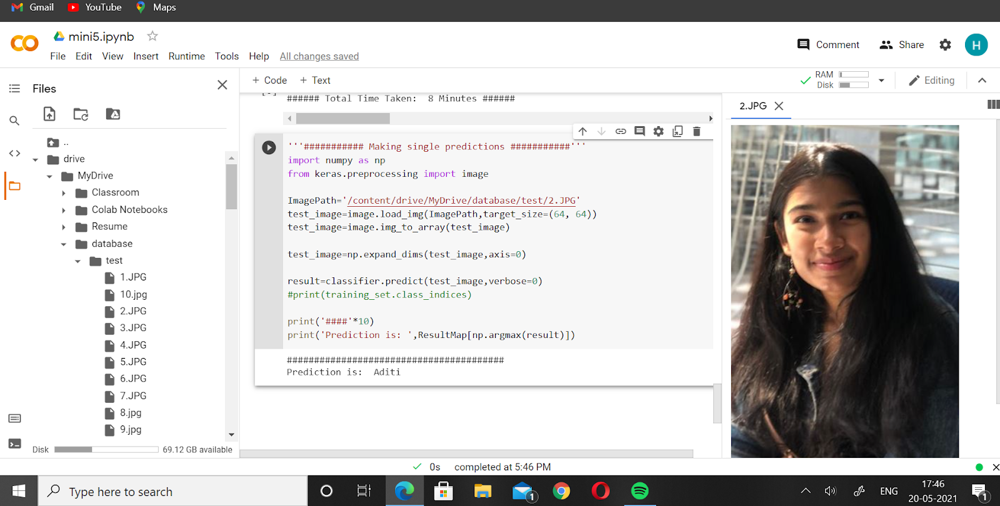 Gmail YouTube Maps
mini5.ipynb
File Edit View Insert Runtime Tools Help All changes saved
Comment Share H
Files
+ Code + Text
RAM
Disk
Editing
..
drive
MyDrive
Classroom
Colab Notebooks
Resume
database
test
1.JPG
10.jpg
2.JPG
3.JPG
4.JPG
5.JPG
6.JPG
7.JPG
8.jpg
9.jpg
Disk 69.12 GB available
###### Total Time Taken:  8 Minutes ######
'''########### Making single predictions ###########'''
import numpy as np
from keras.preprocessing import image
ImagePath='/content/drive/MyDrive/database/test/2.JPG'
test_image=image.load_img(ImagePath,target_size=(64, 64))
test_image=image.img_to_array(test_image)
test_image=np.expand_dims(test_image,axis=0)
result=classifier.predict(test_image,verbose=0)
#print(training_set.class_indices)
print('####'*10)
print('Prediction is: ',ResultMap[np.argmax(result)])
########################################
Prediction is:  Aditi
2.JPG
0s completed at 5:46 PM
Type here to search
1
ENG
17:46
20-05-2021
1